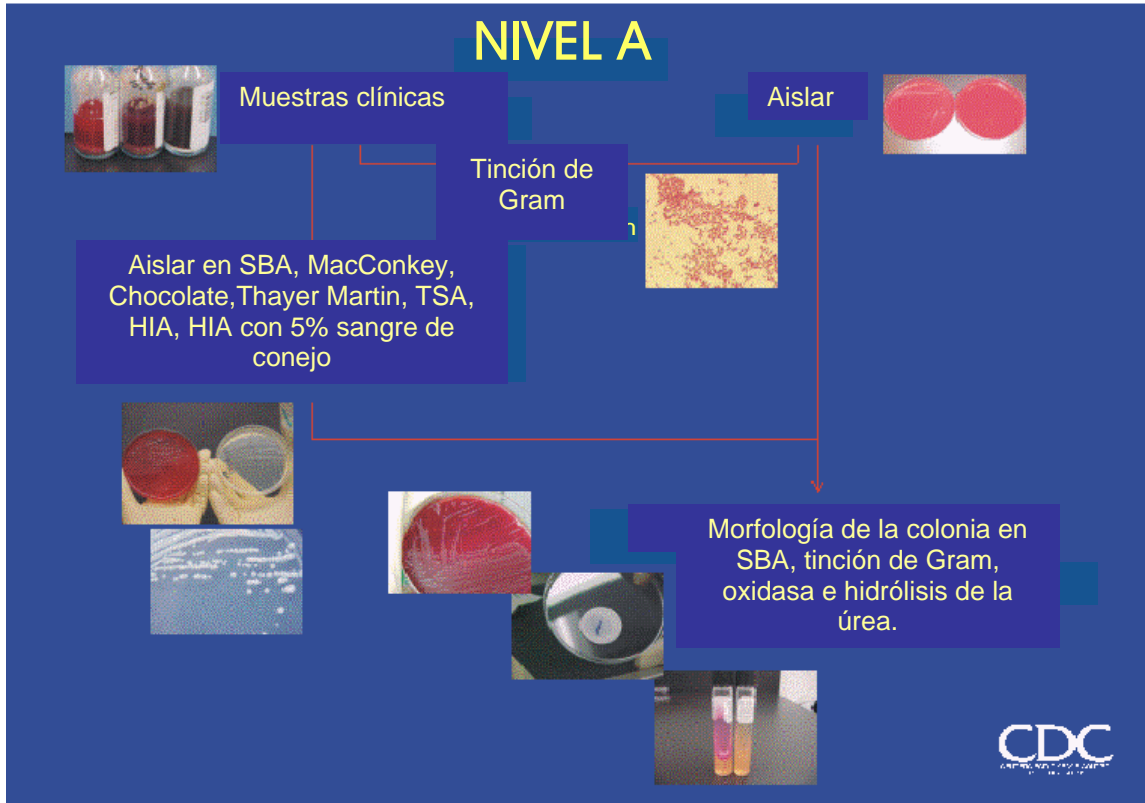 NIVEL A
Muestras clínicas
Aislar
Tinción de
Gram
n
Aislar en SBA, MacConkey,
Chocolate,Thayer Martin, TSA,
HIA, HIA con 5% sangre de
conejo
Morfología de la colonia en
SBA, tinción de Gram,
oxidasa e hidrólisis de la
úrea.
CDC